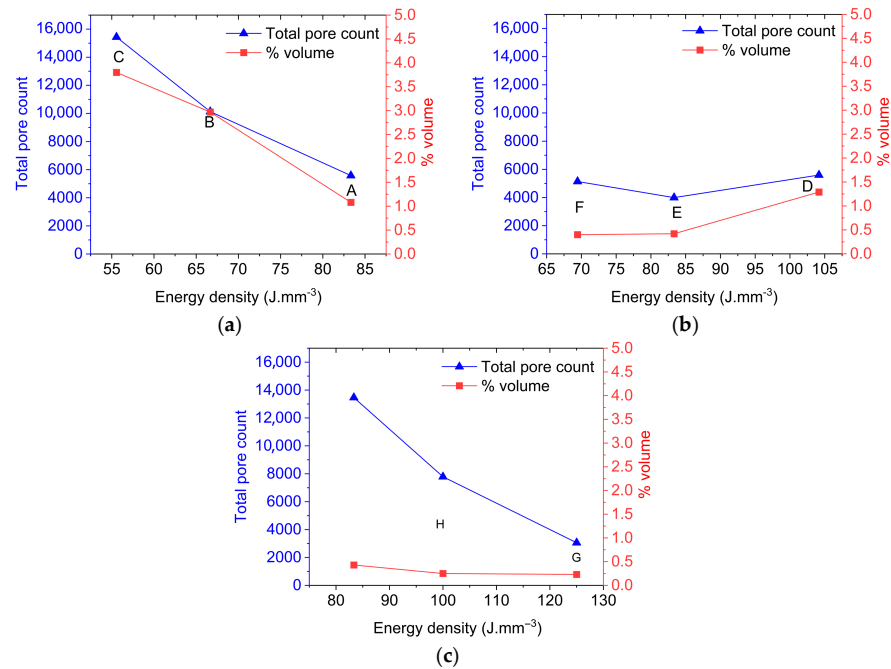 16,000
14,000
12,000
10,000
8000
6000
4000
2000
0
Total pore count
Total pore count
% volume
C
B
A
5.0
4.5
4.0
3.5
3.0
2.5
2.0
1.5
1.0
0.5
0.0
% volume
55 60 65 70 75 80 85
Energy density (J.mm⁻³)
(a)
16,000
14,000
12,000
10,000
8000
6000
4000
2000
0
Total pore count
Total pore count
% volume
F
E
D
5.0
4.5
4.0
3.5
3.0
2.5
2.0
1.5
1.0
0.5
0.0
% volume
65 70 75 80 85 90 95 100 105
Energy density (J.mm⁻³)
(b)
16,000
14,000
12,000
10,000
8000
6000
4000
2000
0
Total pore count
Total pore count
% volume
H
G
5.0
4.5
4.0
3.5
3.0
2.5
2.0
1.5
1.0
0.5
0.0
% volume
80 90 100 110 120 130
Energy density (J.mm⁻³)
(c)